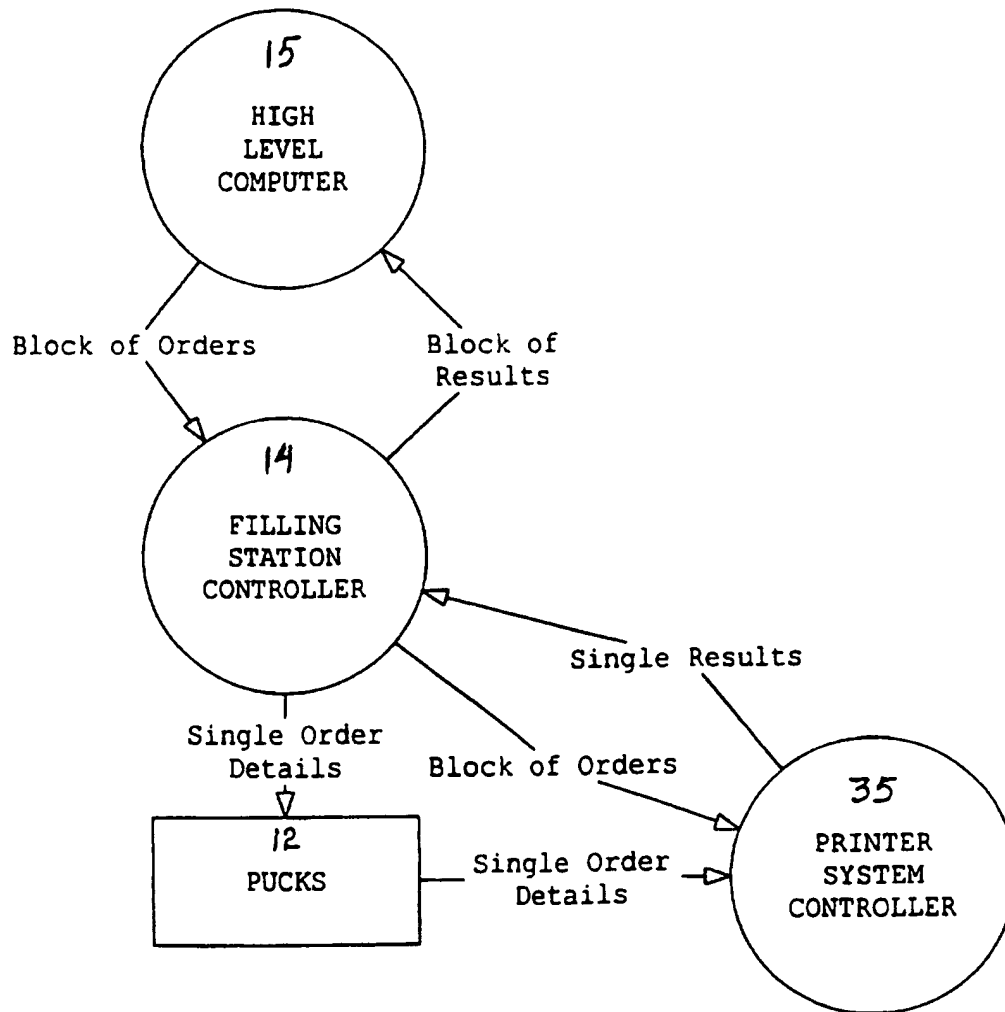 15
HIGH
LEVEL
COMPUTER
Block of Orders
Block of
Results
14
FILLING
STATION
CONTROLLER
Single Results
Single Order
Details
Block of Orders
35
PRINTER
SYSTEM
CONTROLLER
12
PUCKS
Single Order
Details